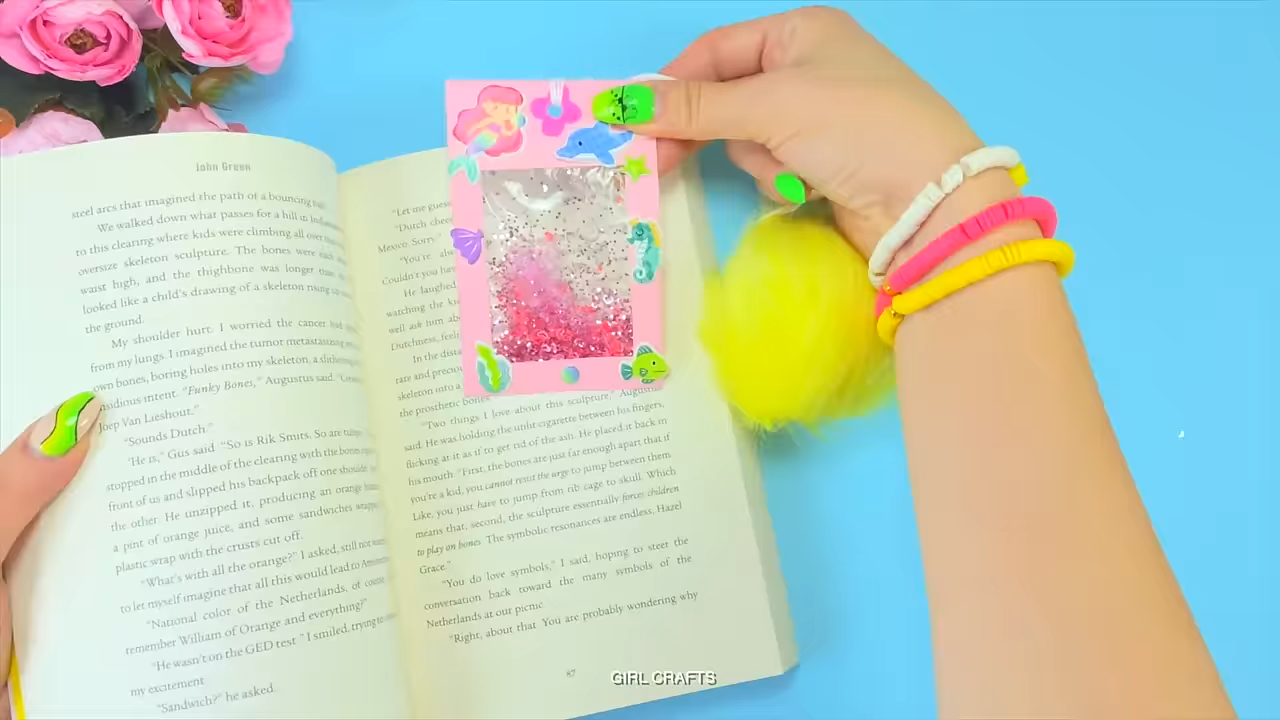 John Green
steel arcs that imagined the path of a bouncing
We walked down what passes for a hill in
to this clearing where kids were climbing all over
oversize skeleton sculpture. The bones were
waist high, and the thighbone was longer
looked like a child's drawing of a skeleton rising
the ground.
My shoulder hurt. I worried the cancer had
from my lungs. I imagined the tumor metastasizing
own bones, boring holes into my skeleton, a slithering
insidious intent. "Funky Bones," Augustus said.
Joep Van Lieshout."
"Sounds Dutch."
"He is," Gus said. "So is Rik Smits. So are
stopped in the middle of the clearing with the bones
front of us and slipped his backpack off one shoulder
the other. He unzipped it, producing an orange
a pint of orange juice, and some sandwiches
plastic wrap with the crusts cut off.
"What's with all the orange?" I asked, still not
to let myself imagine that all this would lead to
"National color of the Netherlands, of
remember William of Orange and everything?"
"He wasn't on the GED test." I smiled, trying to
my excitement.
"Sandwich?" he asked.
"Let me guess
"Dutch
Mexico. Sorry."
"You're
Couldn't you
He laughed
watching the
well, ask him
Dutchness,
In the
rare and
skeleton into a
the prosthetic bones
"Two things I love about this sculpture," Augustus
said. He was holding the unlit cigarette between his fingers,
flicking at it as if to get rid of the ash. He placed it back in
his mouth. "First, the bones are just far enough apart that if
you're a kid, you cannot resist the urge to jump between them
Like, you just have to jump from rib cage to skull. Which
means that, second, the sculpture essentially forces children
to play on bones. The symbolic resonances are endless, Hazel
Grace."
"You do love symbols," I said, hoping to steer the
conversation back toward the many symbols of the
Netherlands at our picnic.
"Right, about that. You are probably wondering why
87
GIRL CRAFTS